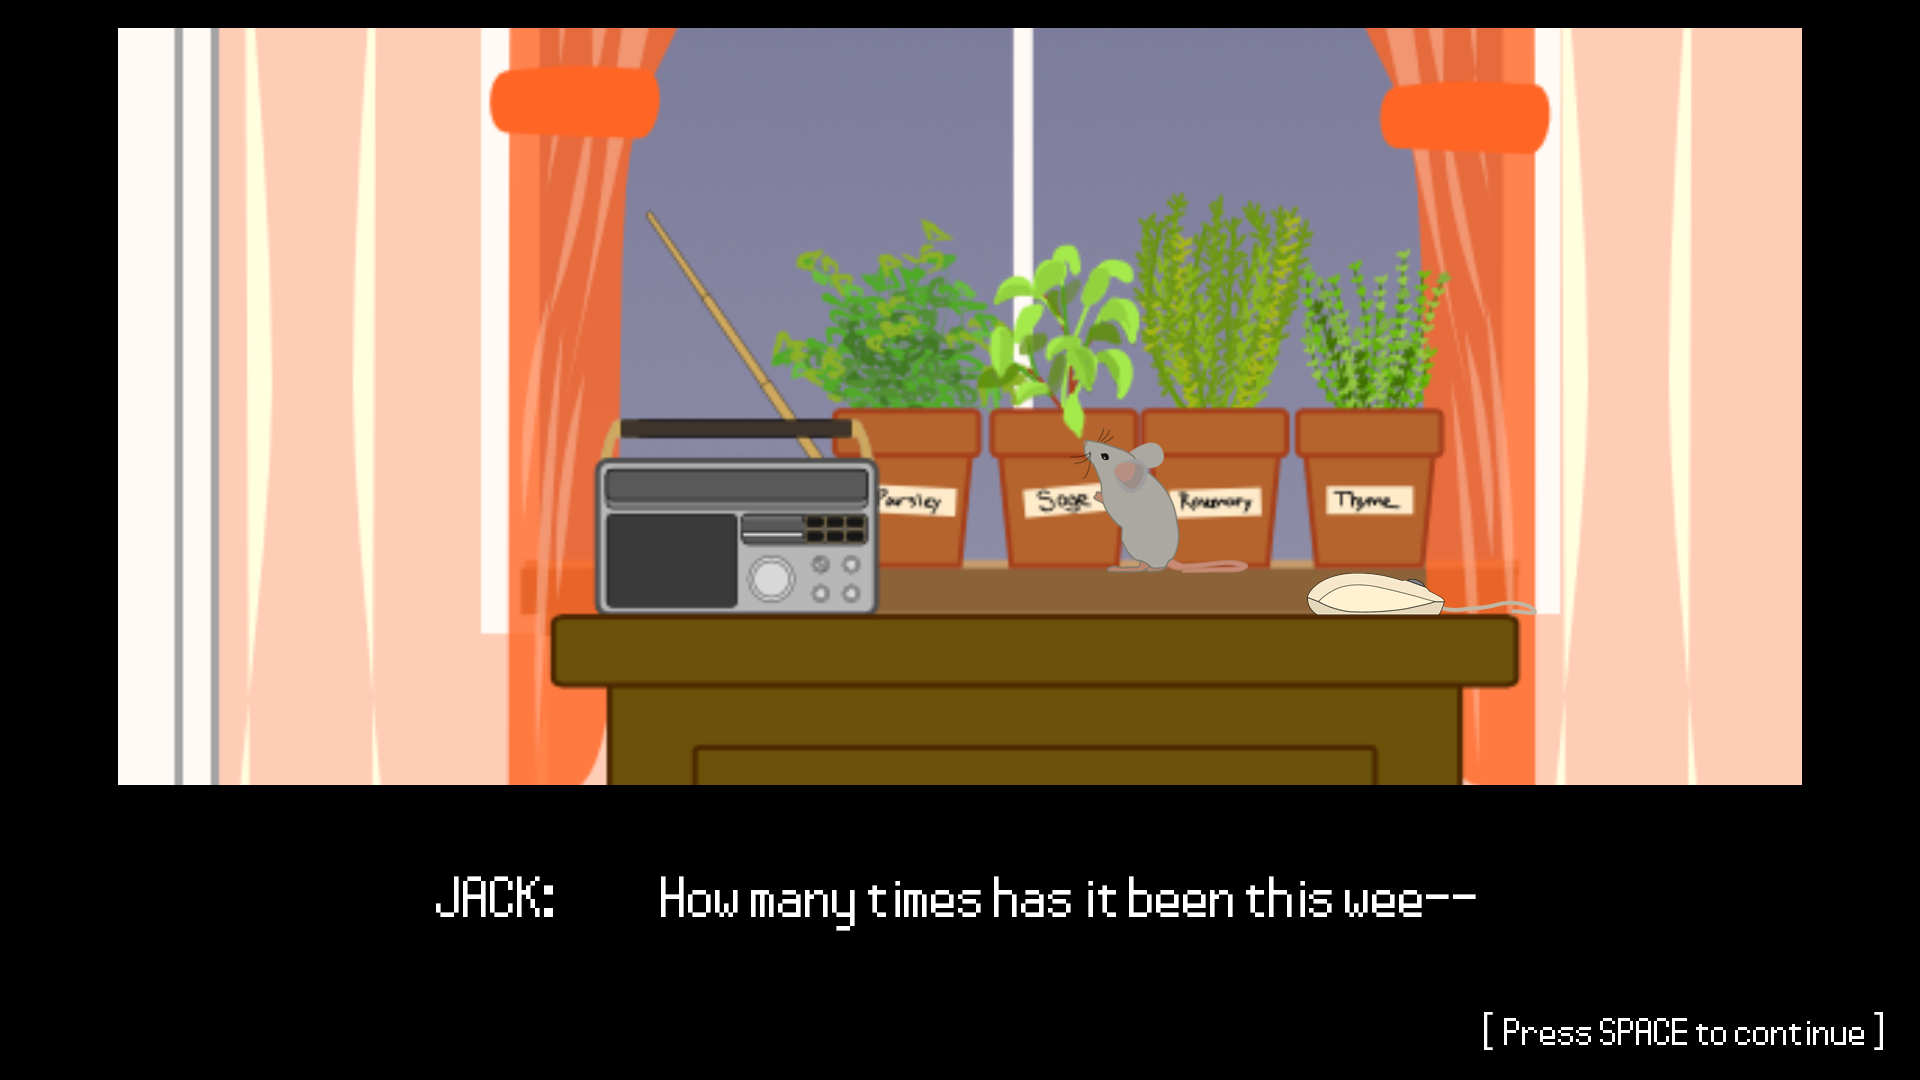 Parsley
Sage
Rosemary
Thyme
JACK: How many times has it been this wee--
[ Press SPACE to continue ]